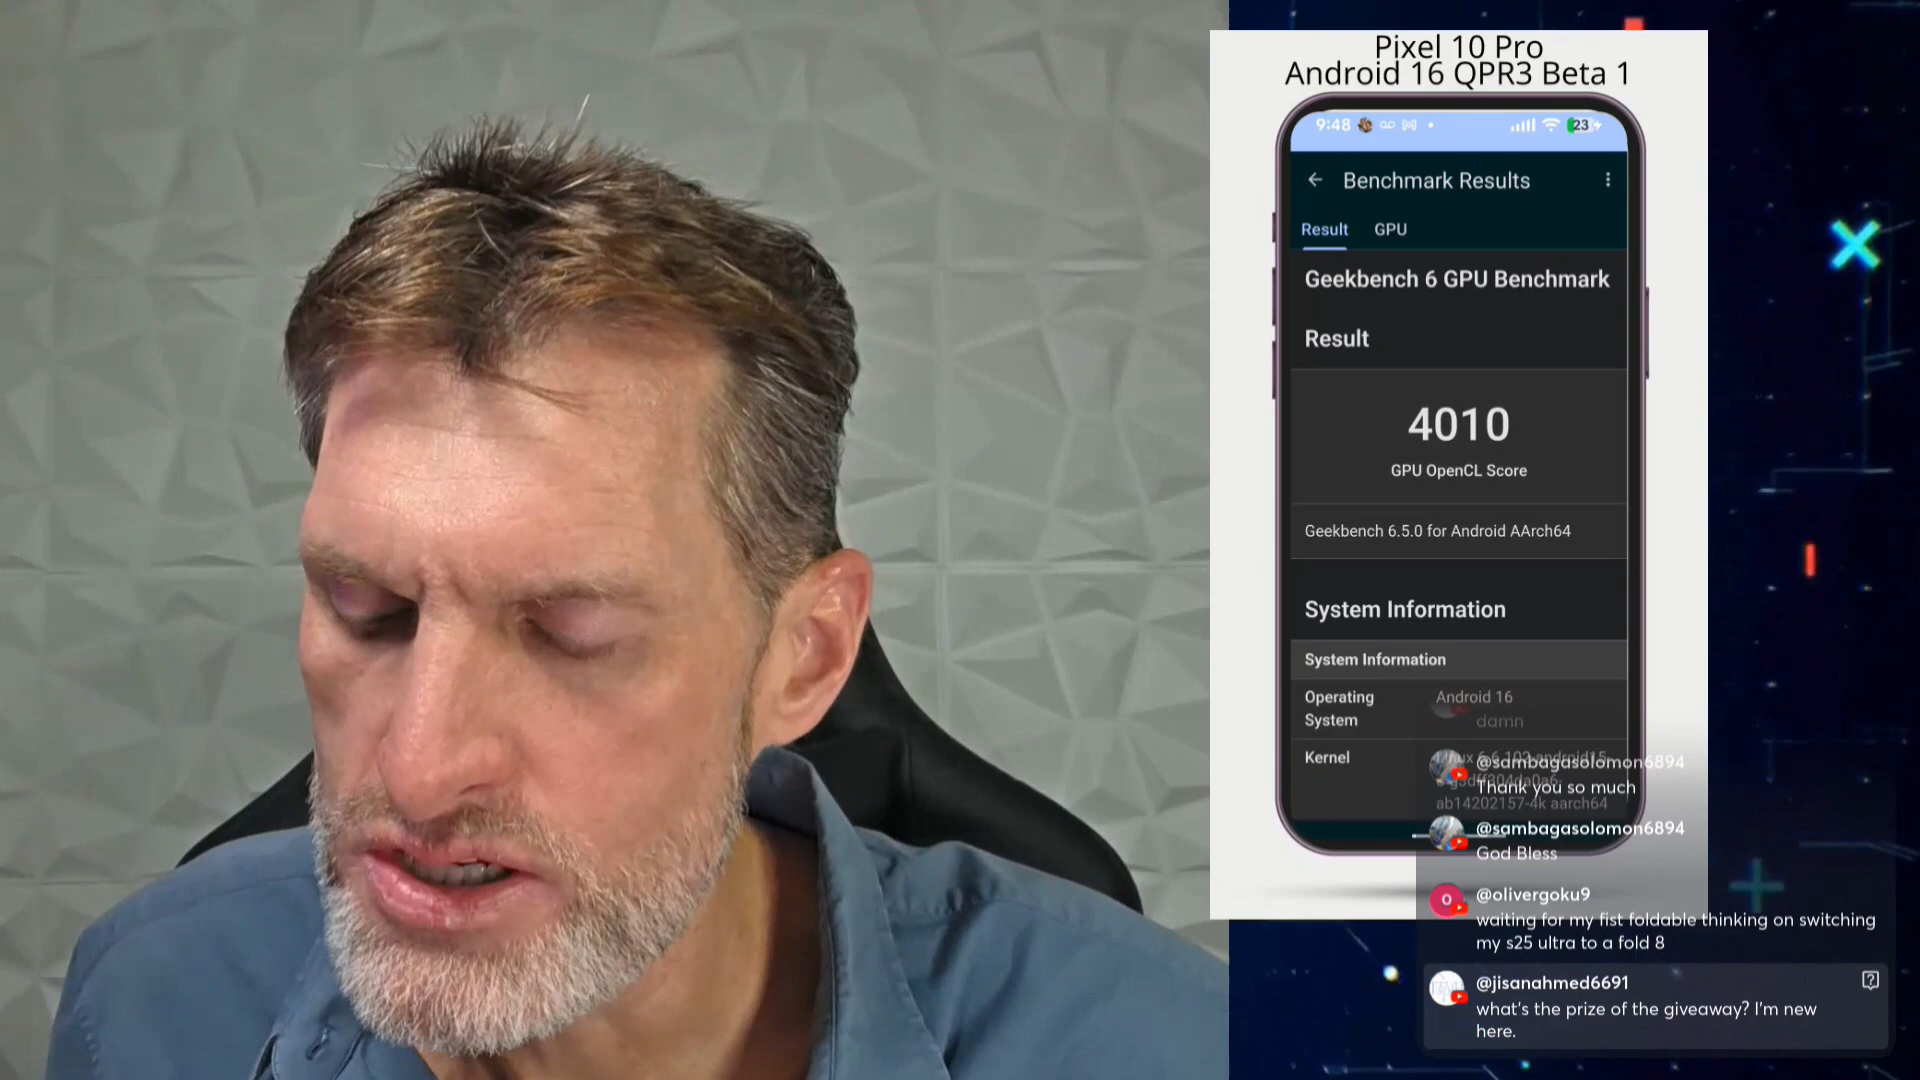 Pixel 10 Pro
Android 16 QPR3 Beta 1
9:48
23
Benchmark Results
Result GPU
Geekbench 6 GPU Benchmark
Result
4010
GPU OpenCL Score
Geekbench 6.5.0 for Android AArch64
System Information
System Information
Operating System
Android 16
damn
Kernel
@sambagasolomon6894
Thank you so much
ab14202157-4k aarch64
@sambagasolomon6894
God Bless
@olivergoku9
waiting for my fist foldable thinking on switching
my s25 ultra to a fold 8
@jisanahmed6691
what's the prize of the giveaway? I'm new
here.